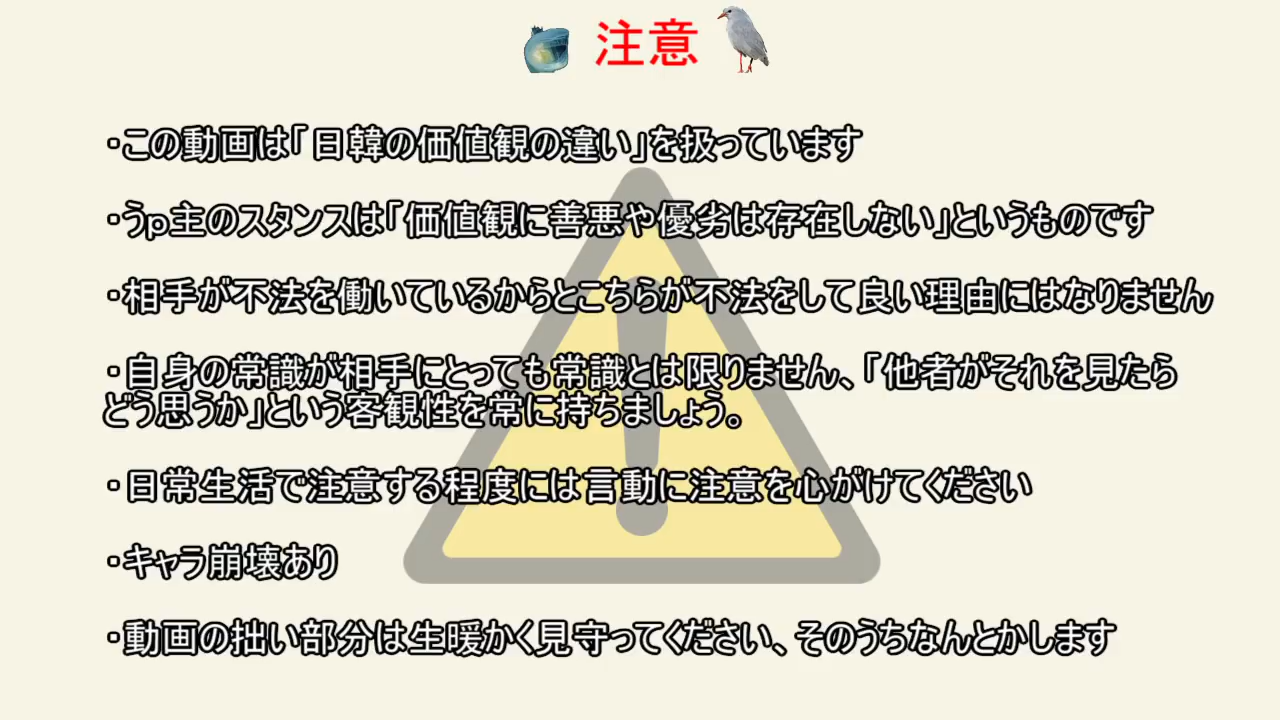 注意
・この動画は「日韓の価値観の違い」を扱っています
・うp主のスタンスは「価値観に善悪や優劣は存在しない」というものです
・相手が不法を働いているからとこちらが不法をして良い理由にはなりません
・自身の常識が相手にとっても常識とは限りません、「他者がそれを見たら
どう思うか」という客観性を常に持ちましょう。
・日常生活で注意する程度には言動に注意を心がけてください
・キャラ崩壊あり
・動画の拙い部分は生暖かく見守ってください、そのうちなんとかします